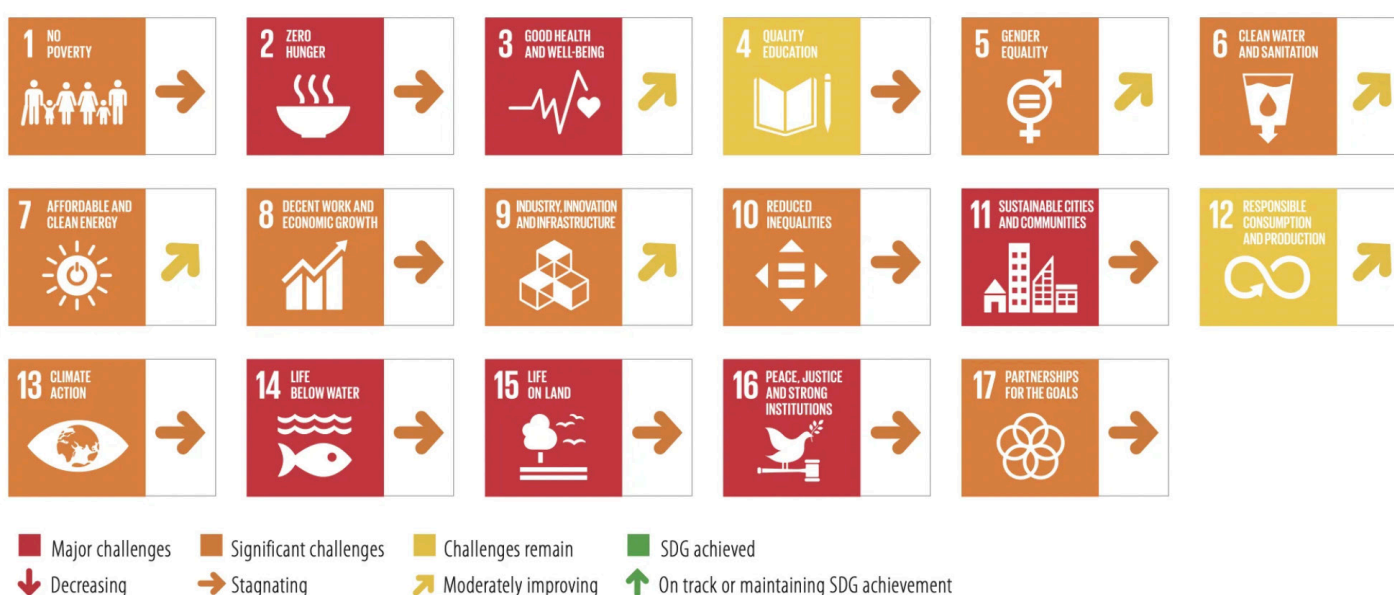 1 NO
POVERTY
2 ZERO
HUNGER
3 GOOD HEALTH
AND WELL-BEING
4 QUALITY
EDUCATION
5 GENDER
EQUALITY
6 CLEAN WATER
AND SANITATION
7 AFFORDABLE AND
CLEAN ENERGY
8 DECENT WORK AND
ECONOMIC GROWTH
9 INDUSTRY, INNOVATION
AND INFRASTRUCTURE
10 REDUCED
INEQUALITIES
11 SUSTAINABLE CITIES
AND COMMUNITIES
12 RESPONSIBLE
CONSUMPTION
AND PRODUCTION
13 CLIMATE
ACTION
14 LIFE
BELOW WATER
15 LIFE
ON LAND
16 PEACE, JUSTICE
AND STRONG
INSTITUTIONS
17 PARTNERSHIPS
FOR THE GOALS
Major challenges Significant challenges Challenges remain SDG achieved
Decreasing Stagnating Moderately improving On track or maintaining SDG achievement